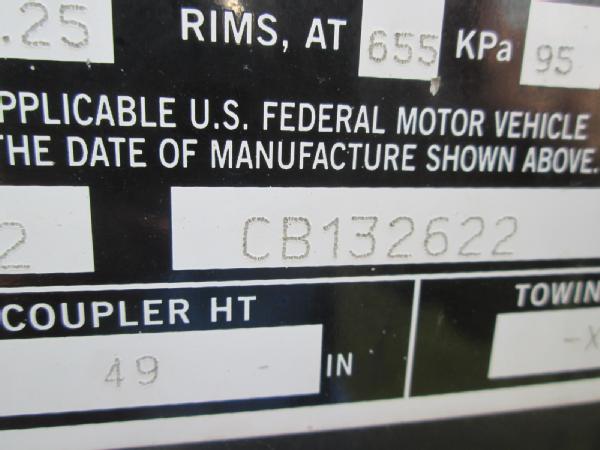 .25 RIMS, AT 655 KPa 95
PPLICABLE U.S. FEDERAL MOTOR VEHICLE
THE DATE OF MANUFACTURE SHOWN ABOVE.
2 CB132622
COUPLER HT TOWIN
49 - IN -X